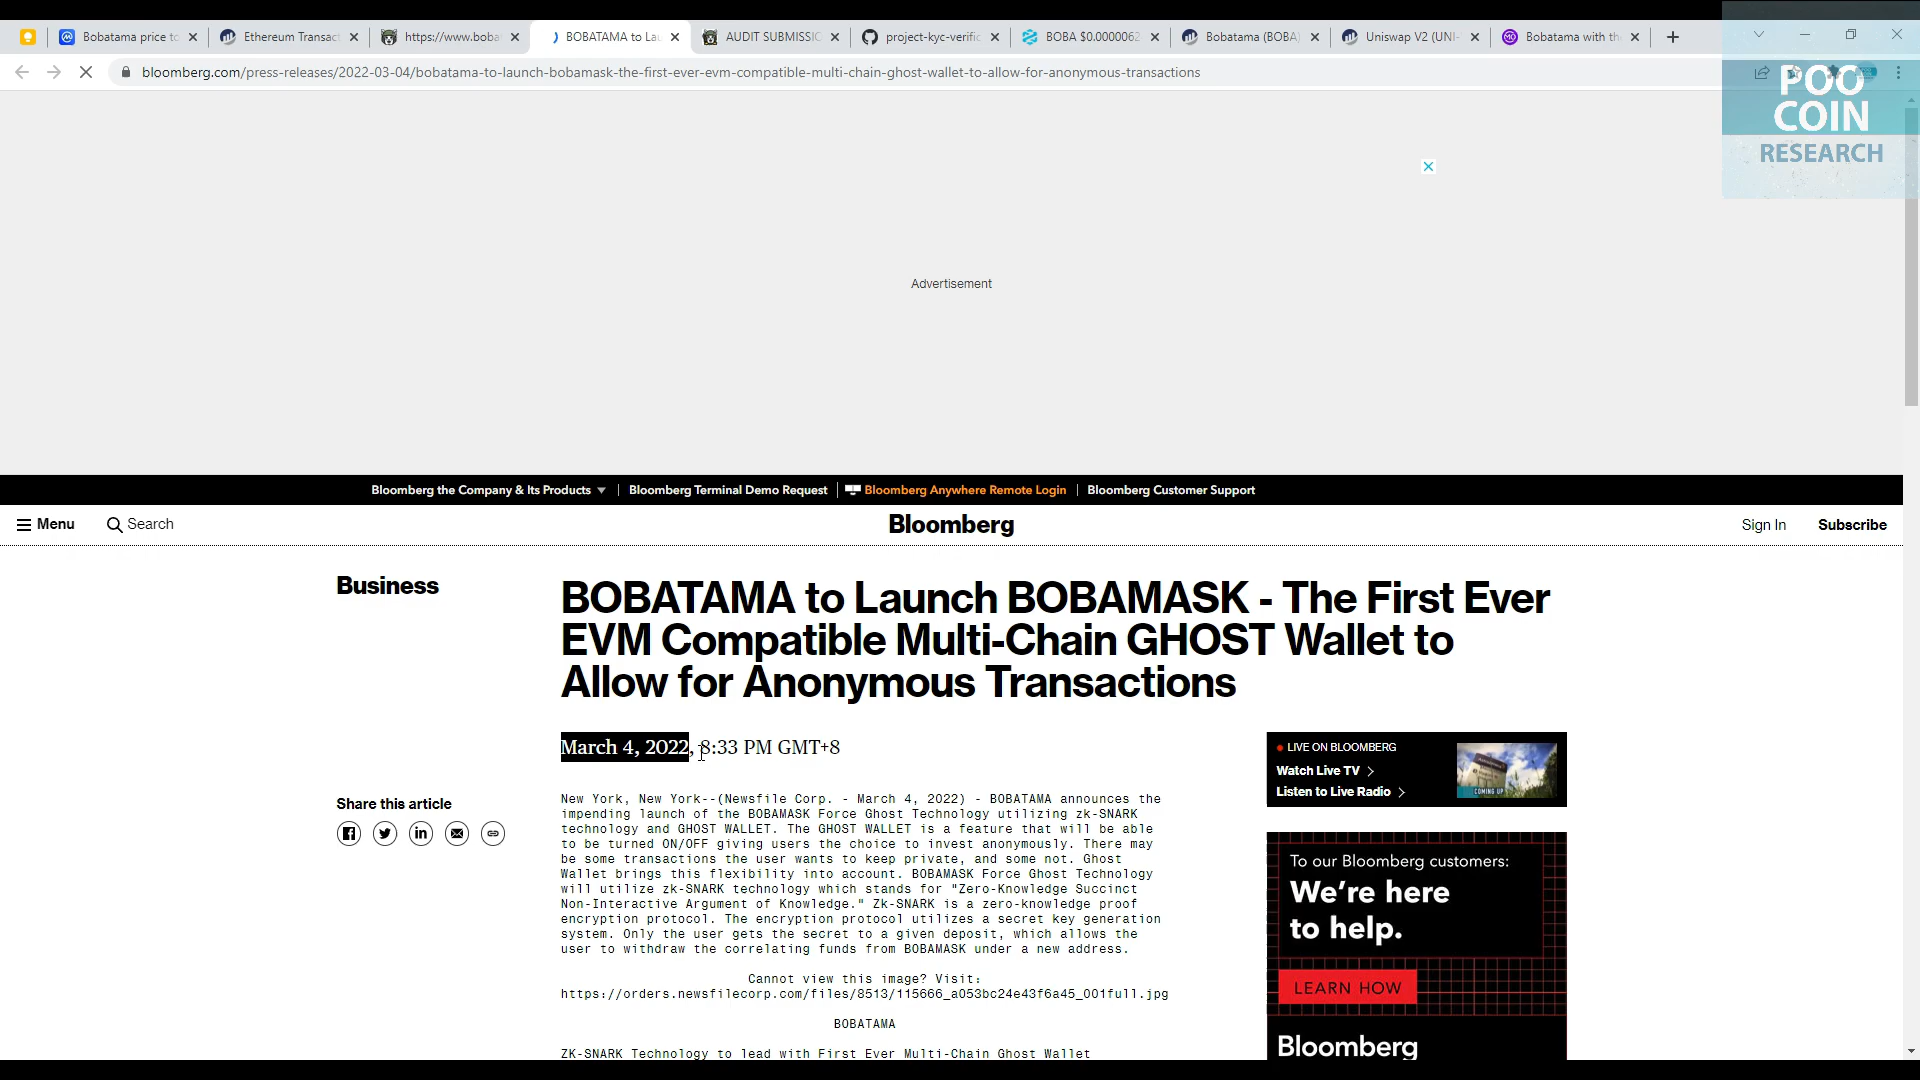 Bobatama price to
Ethereum Transac
https://www.boba
BOBATAMA to La
AUDIT SUBMISSIC
project-kyc-verific
BOBA $0.0000062
Bobatama (BOBA)
Uniswap V2 (UNI-
Bobatama with th
bloomberg.com/press-releases/2022-03-04/bobatama-to-launch-bobamask-the-first-ever-evm-compatible-multi-chain-ghost-wallet-to-allow-for-anonymous-transactions
POO
COIN
RESEARCH
Advertisement
Bloomberg the Company & Its Products
Bloomberg Terminal Demo Request
Bloomberg Anywhere Remote Login
Bloomberg Customer Support
Menu
Search
Bloomberg
Sign In
Subscribe
Business
BOBATAMA to Launch BOBAMASK - The First Ever
EVM Compatible Multi-Chain GHOST Wallet to
Allow for Anonymous Transactions
March 4, 2022, 8:33 PM GMT+8
Share this article
New York, New York--(Newsfile Corp. - March 4, 2022) - BOBATAMA announces the
impending launch of the BOBAMASK Force Ghost Technology utilizing zk-SNARK
technology and GHOST WALLET. The GHOST WALLET is a feature that will be able
to be turned ON/OFF giving users the choice to invest anonymously. There may
be some transactions the user wants to keep private, and some not. Ghost
Wallet brings this flexibility into account. BOBAMASK Force Ghost Technology
will utilize zk-SNARK technology which stands for "Zero-Knowledge Succinct
Non-Interactive Argument of Knowledge." Zk-SNARK is a zero-knowledge proof
encryption protocol. The encryption protocol utilizes a secret key generation
system. Only the user gets the secret to a given deposit, which allows the
user to withdraw the correlating funds from BOBAMASK under a new address.
Cannot view this image? Visit:
https://orders.newsfilecorp.com/files/8513/115666_a053bc24e43f6a45_001full.jpg
BOBATAMA
ZK-SNARK Technology to lead with First Ever Multi-Chain Ghost Wallet
LIVE ON BLOOMBERG
Watch Live TV
Listen to Live Radio
COMING UP
To our Bloomberg customers:
We're here
to help.
LEARN HOW
Bloomberg